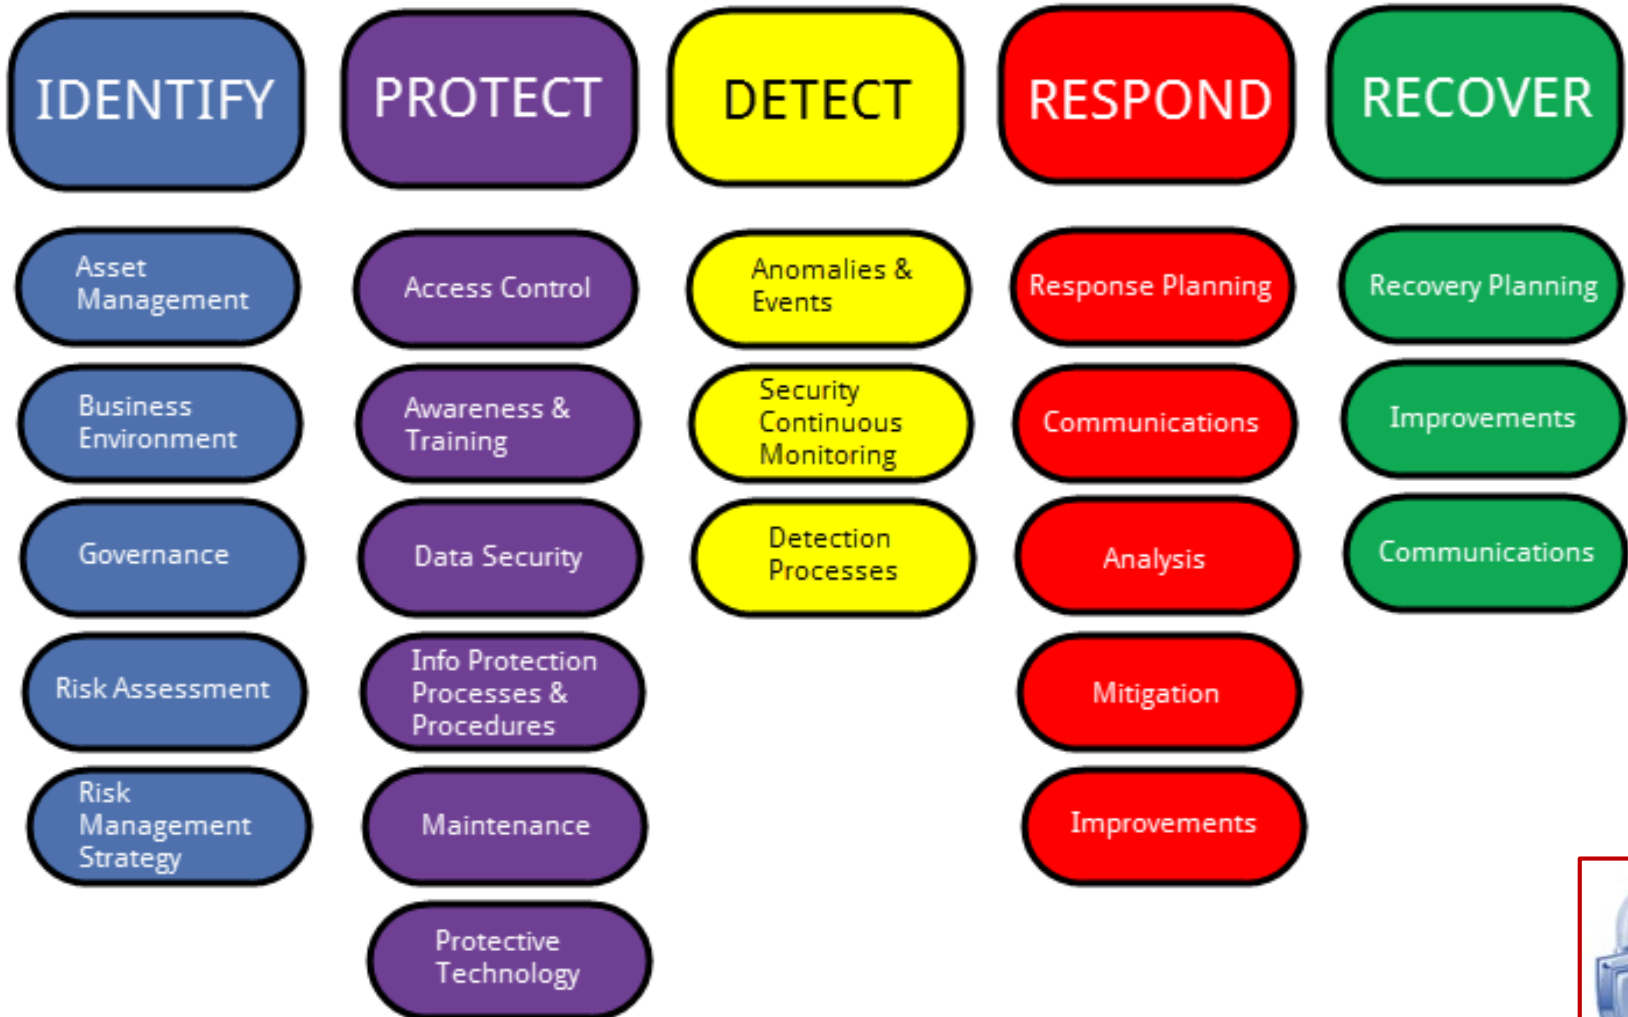 IDENTIFY
PROTECT
DETECT
RESPOND
RECOVER
Asset
Management
Business
Environment
Governance
Risk Assessment
Risk
Management
Strategy
Access Control
Awareness &
Training
Data Security
Info Protection
Processes &
Procedures
Maintenance
Protective
Technology
Anomalies &
Events
Security
Continuous
Monitoring
Detection
Processes
Response Planning
Communications
Analysis
Mitigation
Improvements
Recovery Planning
Improvements
Communications